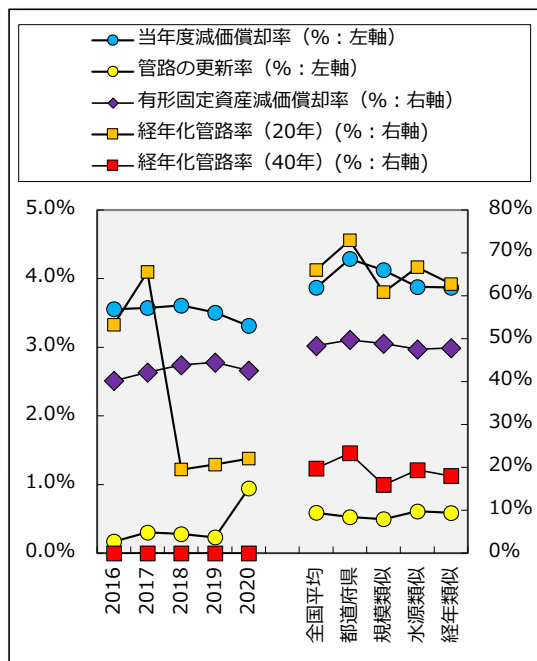 当年度減価償却率（%：左軸）
管路の更新率（%：左軸）
有形固定資産減価償却率（%：右軸）
経年化管路率（20年）(%：右軸)
経年化管路率（40年）(%：右軸)
5.0%
4.0%
3.0%
2.0%
1.0%
0.0%
80%
70%
60%
50%
40%
30%
20%
10%
0%
2016
2017
2018
2019
2020
全国平均
都道府県
規模類似
水源類似
経年類似